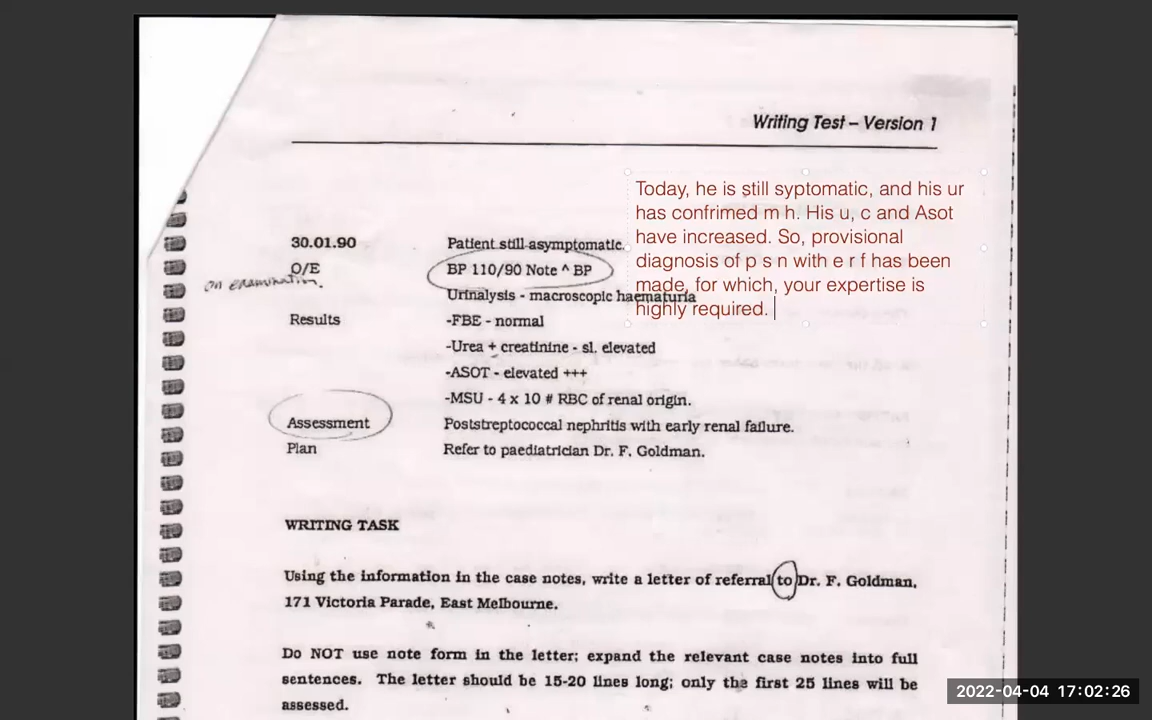 Writing Test – Version 1
Today, he is still syptomatic, and his ur
has confrimed m h. His u, c and Asot
have increased. So, provisional
diagnosis of p s n with e r f has been
made, for which, your expertise is
highly required.
30.01.90 Patient still asymptomatic.
O/E BP 110/90 Note ^ BP
on examination.
Urinalysis - macroscopic haematuria
Results -FBE - normal
-Urea + creatinine - sl. elevated
-ASOT - elevated +++
-MSU - 4 x 10 # RBC of renal origin.
Assessment Poststreptococcal nephritis with early renal failure.
Plan Refer to paediatrician Dr. F. Goldman.
WRITING TASK
Using the information in the case notes, write a letter of referral to Dr. F. Goldman,
171 Victoria Parade, East Melbourne.
Do NOT use note form in the letter; expand the relevant case notes into full
sentences. The letter should be 15-20 lines long; only the first 25 lines will be
assessed.
2022-04-04 17:02:26